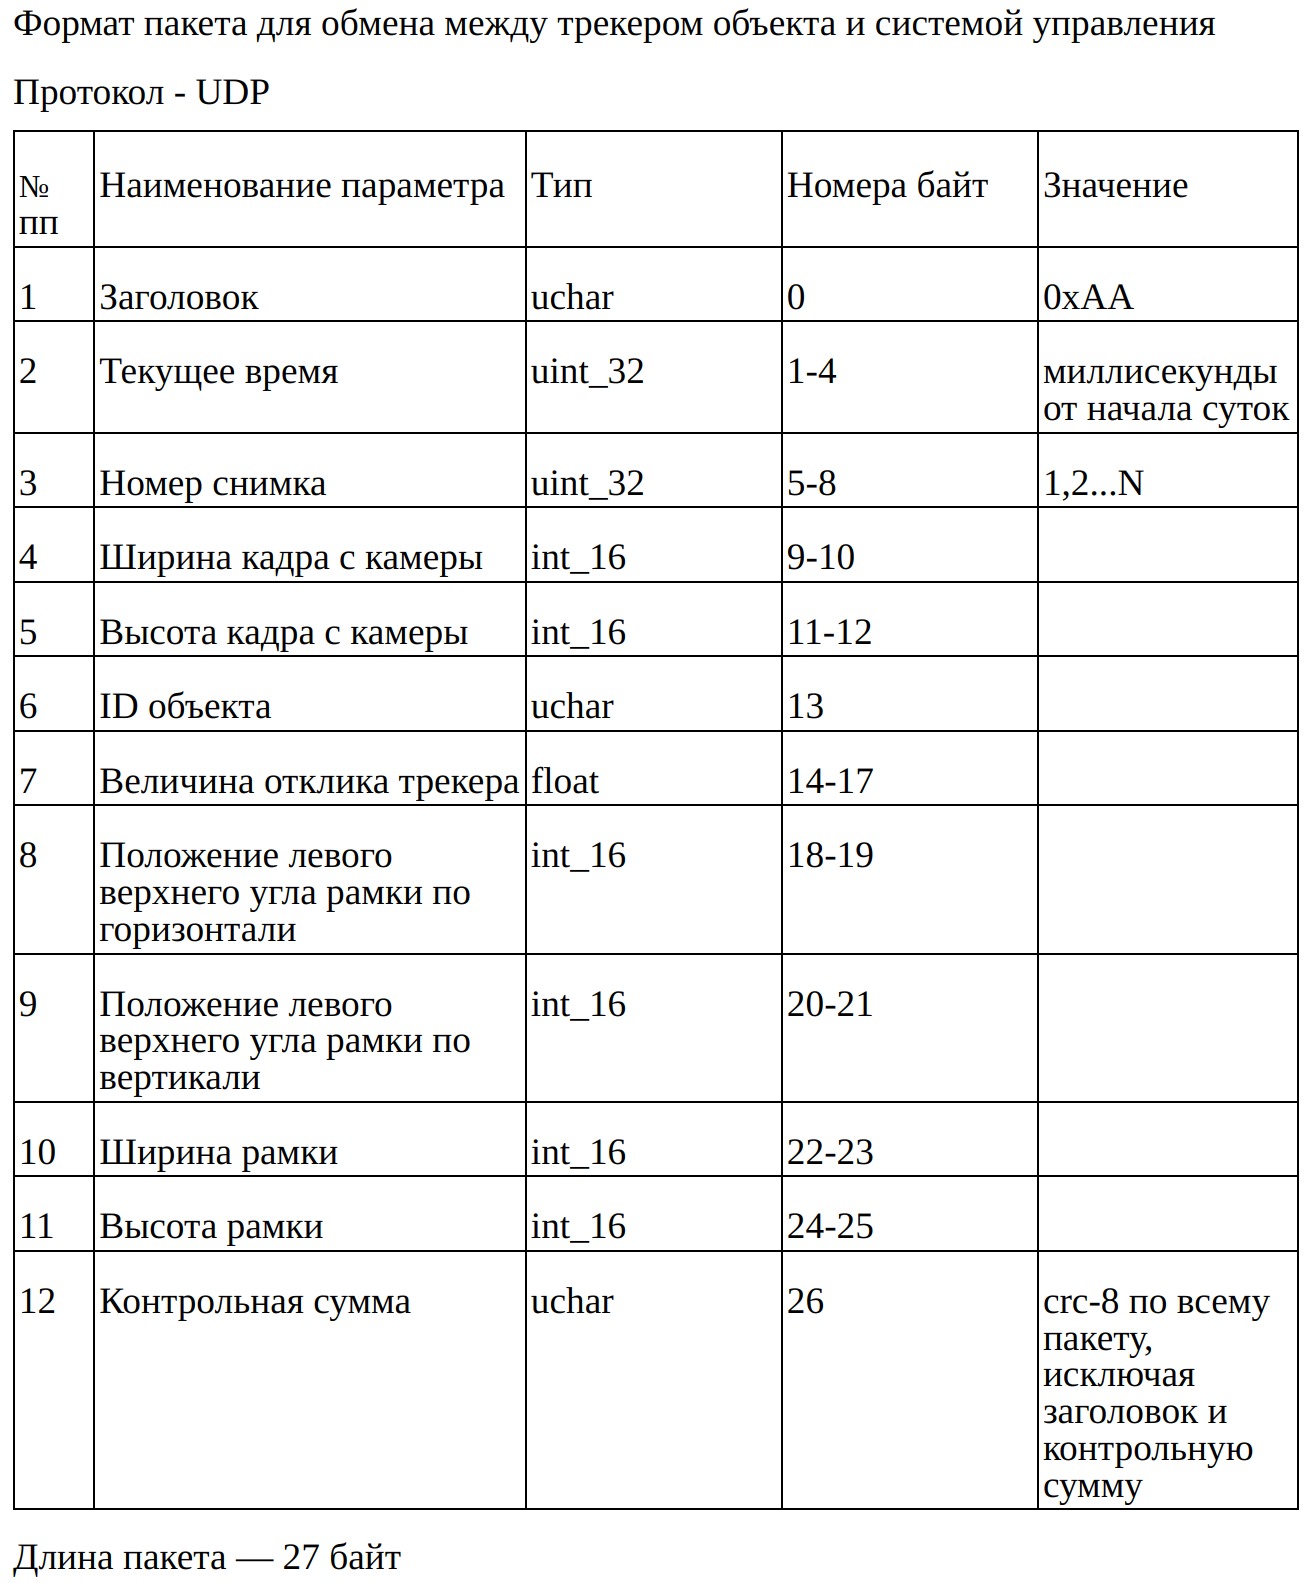 Формат пакета для обмена между трекером объекта и системой управления
Протокол - UDP
№ пп Наименование параметра Тип Номера байт Значение
1 Заголовок uchar 0 0xAA
2 Текущее время uint_32 1-4 миллисекунды
от начала суток
3 Номер снимка uint_32 5-8 1,2...N
4 Ширина кадра с камеры int_16 9-10
5 Высота кадра с камеры int_16 11-12
6 ID объекта uchar 13
7 Величина отклика трекера float 14-17
8 Положение левого int_16 18-19
верхнего угла рамки по
горизонтали
9 Положение левого int_16 20-21
верхнего угла рамки по
вертикали
10 Ширина рамки int_16 22-23
11 Высота рамки int_16 24-25
12 Контрольная сумма uchar 26 crc-8 по всему
пакету,
исключая
заголовок и
контрольную
сумму
Длина пакета — 27 байт